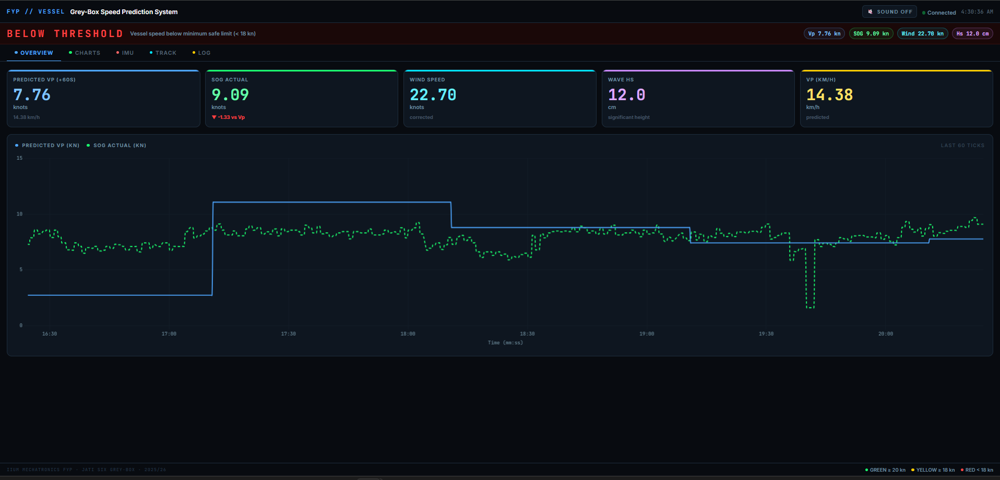 FYP // VESSEL Grey-Box Speed Prediction System
SOUND OFF Connected 4:30:36 AM
BELOW THRESHOLD Vessel speed below minimum safe limit (< 18 kn)
Vp 7.76 kn SOG 9.09 kn Wind 22.70 kn Hs 12.0 cm
OVERVIEW CHARTS IMU TRACK LOG
PREDICTED VP (+60S)
7.76
knots
14.38 km/h
SOG ACTUAL
9.09
knots
▼ -1.33 vs Vp
WIND SPEED
22.70
knots
corrected
WAVE HS
12.0
cm
significant height
VP (KM/H)
14.38
km/h
predicted
PREDICTED VP (KN) SOG ACTUAL (KN) LAST 60 TICKS
15
10
5
0
16:30 17:00 17:30 18:00 18:30 19:00 19:30 20:00
Time (mm:ss)
IIUM MECHATRONICS FYP · JATI SIX GREY-BOX · 2025/26
GREEN ≥ 20 kn YELLOW ≥ 18 kn RED < 18 kn